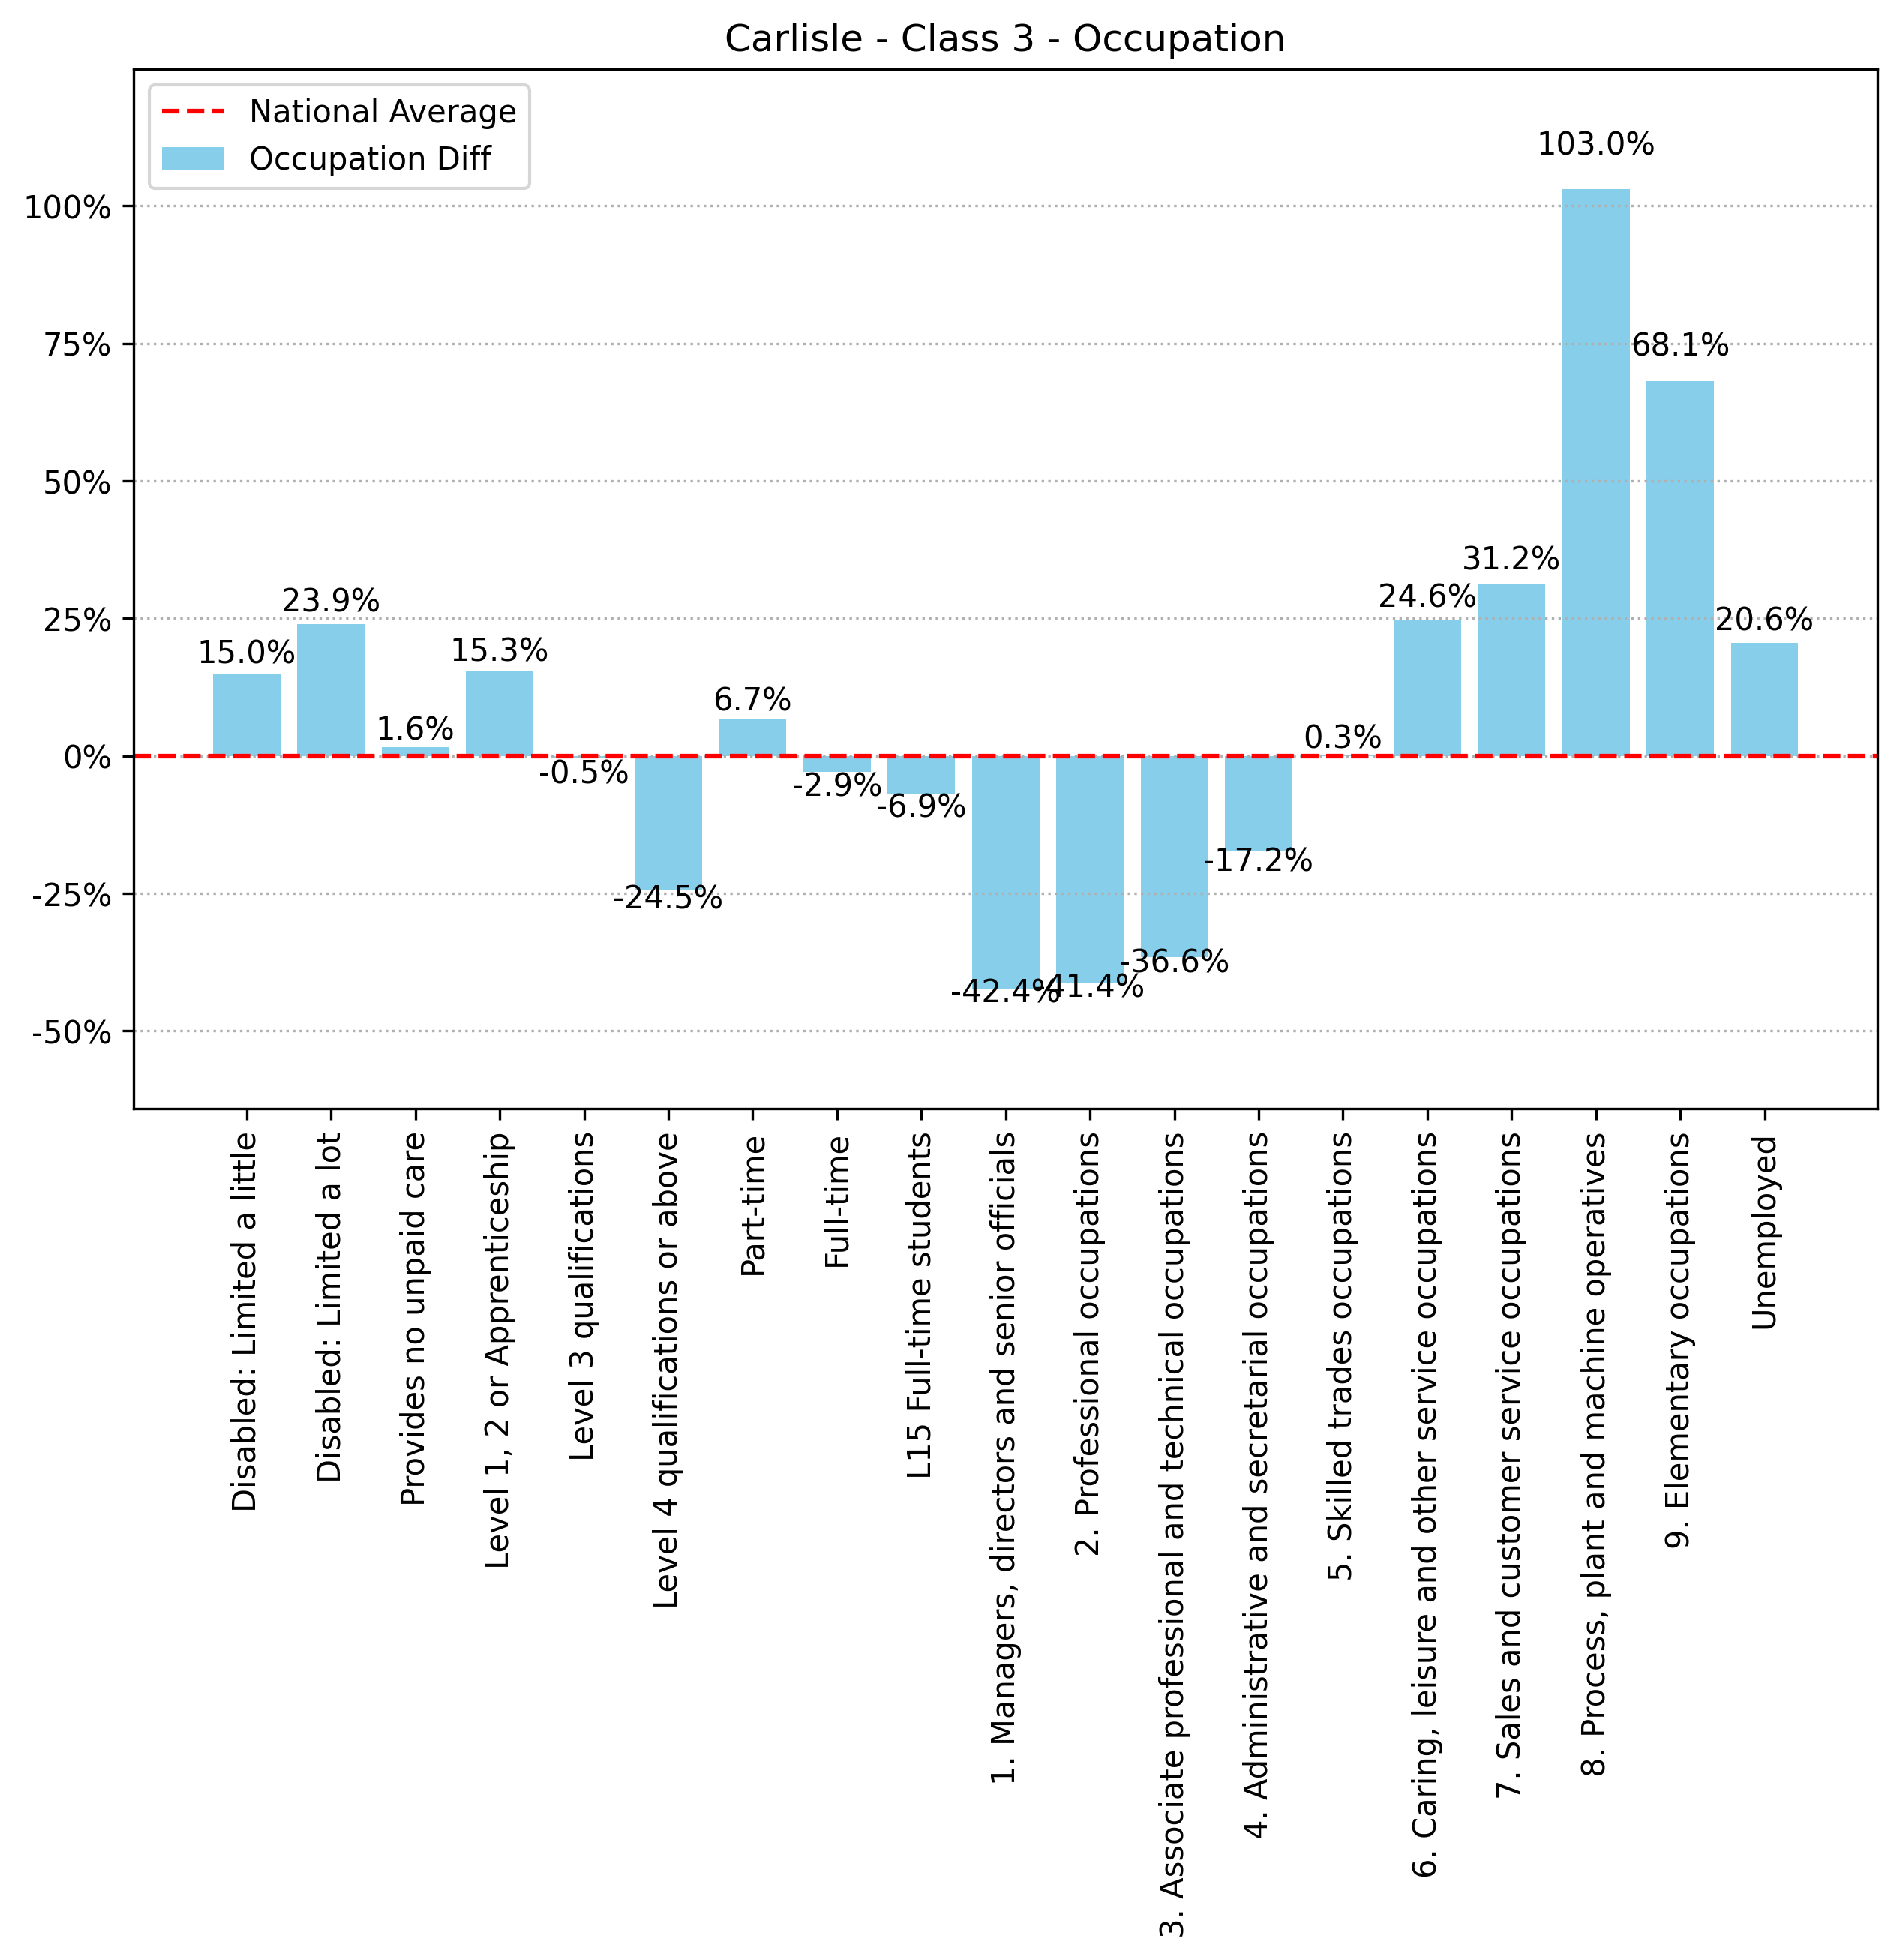 Carlisle - Class 3 - Occupation
National Average
Occupation Diff
100%
75%
50%
25%
0%
-25%
-50%
15.0%
23.9%
1.6%
15.3%
-0.5%
-24.5%
6.7%
-2.9%
-6.9%
-42.4%
-41.4%
-36.6%
-17.2%
0.3%
24.6%
31.2%
103.0%
68.1%
20.6%
Disabled: Limited a little
Disabled: Limited a lot
Provides no unpaid care
Level 1, 2 or Apprenticeship
Level 3 qualifications
Level 4 qualifications or above
Part-time
Full-time
L15 Full-time students
1. Managers, directors and senior officials
2. Professional occupations
3. Associate professional and technical occupations
4. Administrative and secretarial occupations
5. Skilled trades occupations
6. Caring, leisure and other service occupations
7. Sales and customer service occupations
8. Process, plant and machine operatives
9. Elementary occupations
Unemployed